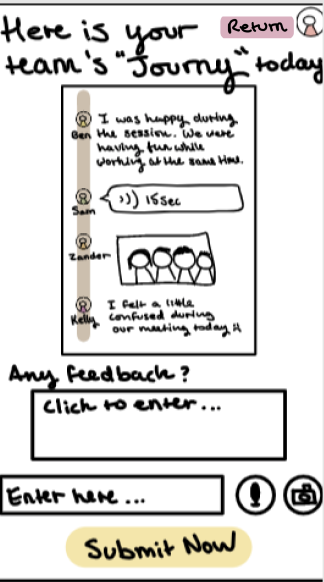 Here is your
Return
team's "Journy" today
Ben
I was happy during
the session. We were
having fun while
working at the same time.
Sam
15sec
Zander
Kelly
I felt a little
confused during
our meeting today
Any feedback?
Click to enter...
Enter here ...
Submit Now